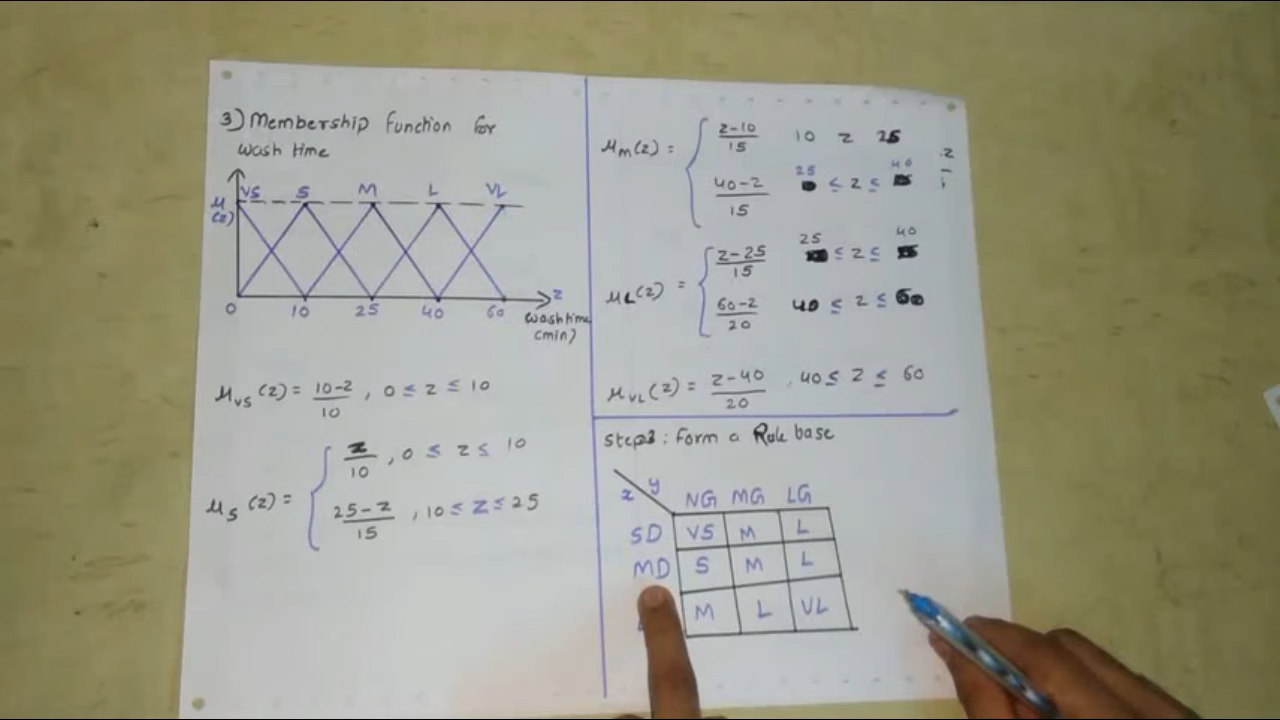 3) Membership Function for
wash time
μ(z)
VS S M L VL
0 10 25 40 60
z
(wash time
(min)
μVS (z) = 10-z / 10 , 0 ≤ z ≤ 10
μS (z) =
z / 10 , 0 ≤ z ≤ 10
25-z / 15 , 10 ≤ z ≤ 25
μM(z) =
z-10 / 15 10 z 25
40-z / 15 25 ≤ z ≤ 40
μL(z) =
z-25 / 15 25 ≤ z ≤ 40
60-z / 20 40 ≤ z ≤ 60
μVL(z) = z-40 / 20 , 40 ≤ z ≤ 60
Step3: Form a Rule base
x y NG MG LG
SD VS M L
MD S M L
M L VL